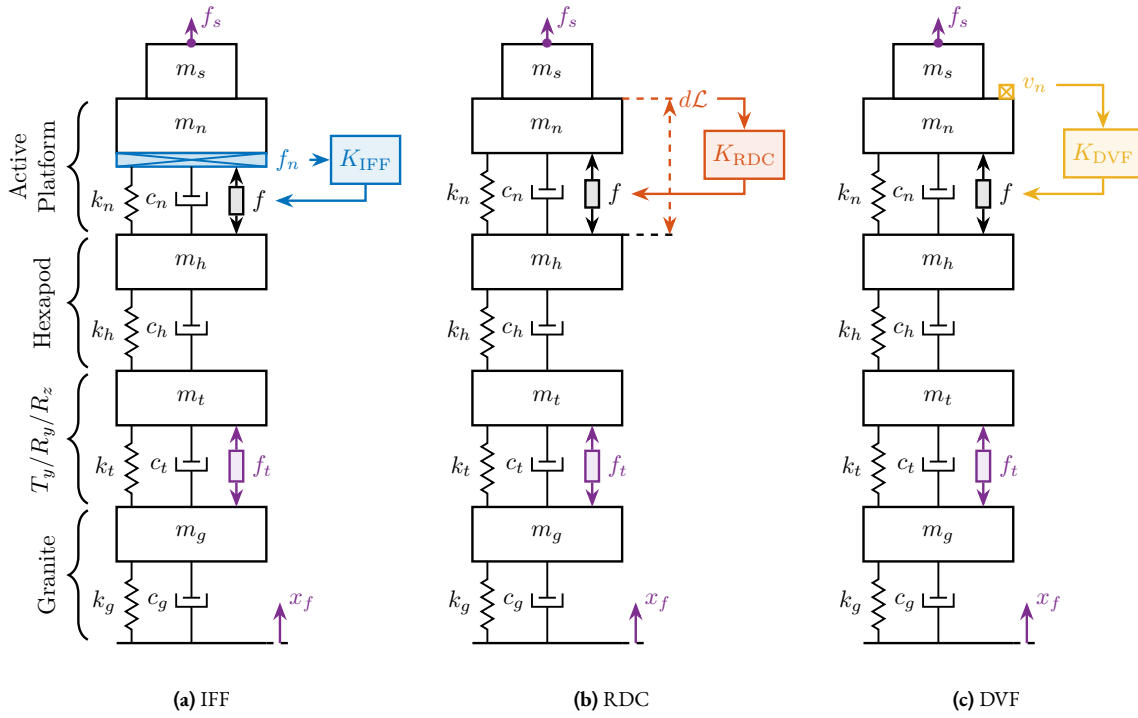 f_s
m_s
m_n
f_n
K_IFF
Active
Platform
k_n
c_n
f
m_h
Hexapod
k_h
c_h
m_t
T_y/R_y/R_z
k_t
c_t
f_t
m_g
Granite
k_g
c_g
x_f
(a) IFF
f_s
m_s
dℒ
m_n
K_RDC
k_n
c_n
f
m_h
k_h
c_h
m_t
k_t
c_t
f_t
m_g
k_g
c_g
x_f
(b) RDC
f_s
m_s
v_n
m_n
K_DVF
k_n
c_n
f
m_h
k_h
c_h
m_t
k_t
c_t
f_t
m_g
k_g
c_g
x_f
(c) DVF